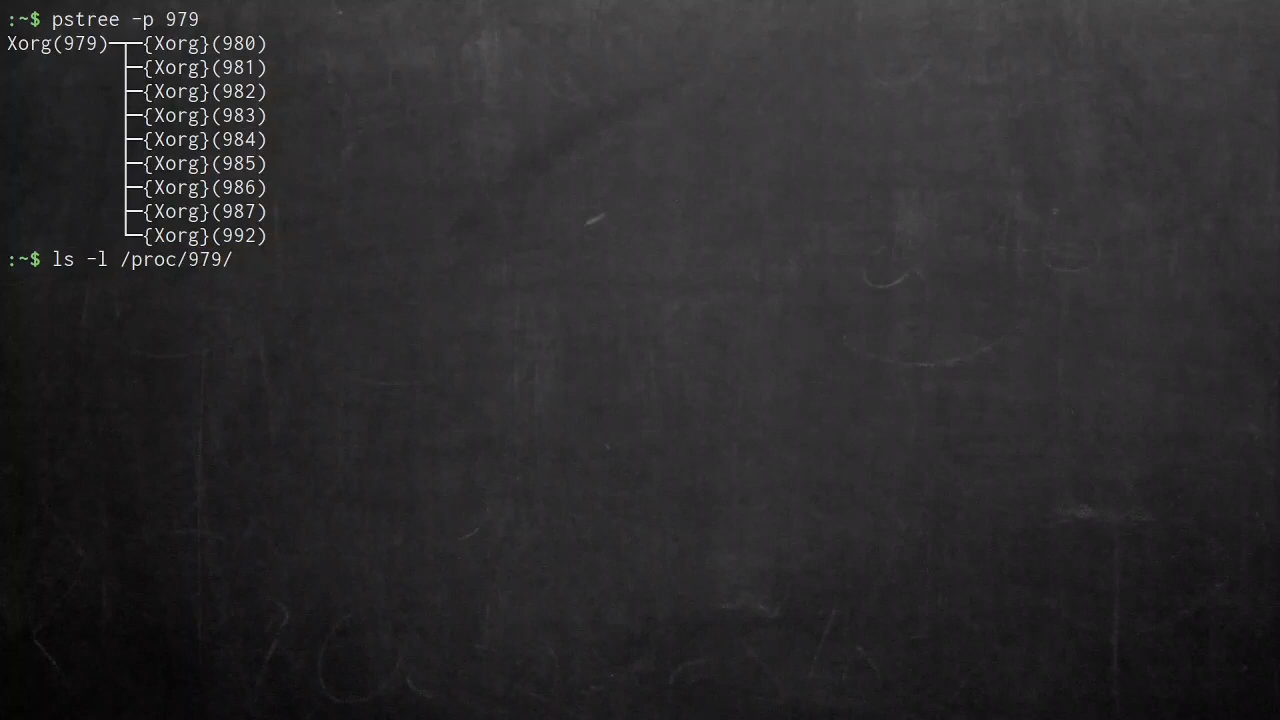 :~$ pstree -p 979
Xorg(979)─┬─{Xorg}(980)
          ├─{Xorg}(981)
          ├─{Xorg}(982)
          ├─{Xorg}(983)
          ├─{Xorg}(984)
          ├─{Xorg}(985)
          ├─{Xorg}(986)
          ├─{Xorg}(987)
          └─{Xorg}(992)
:~$ ls -l /proc/979/